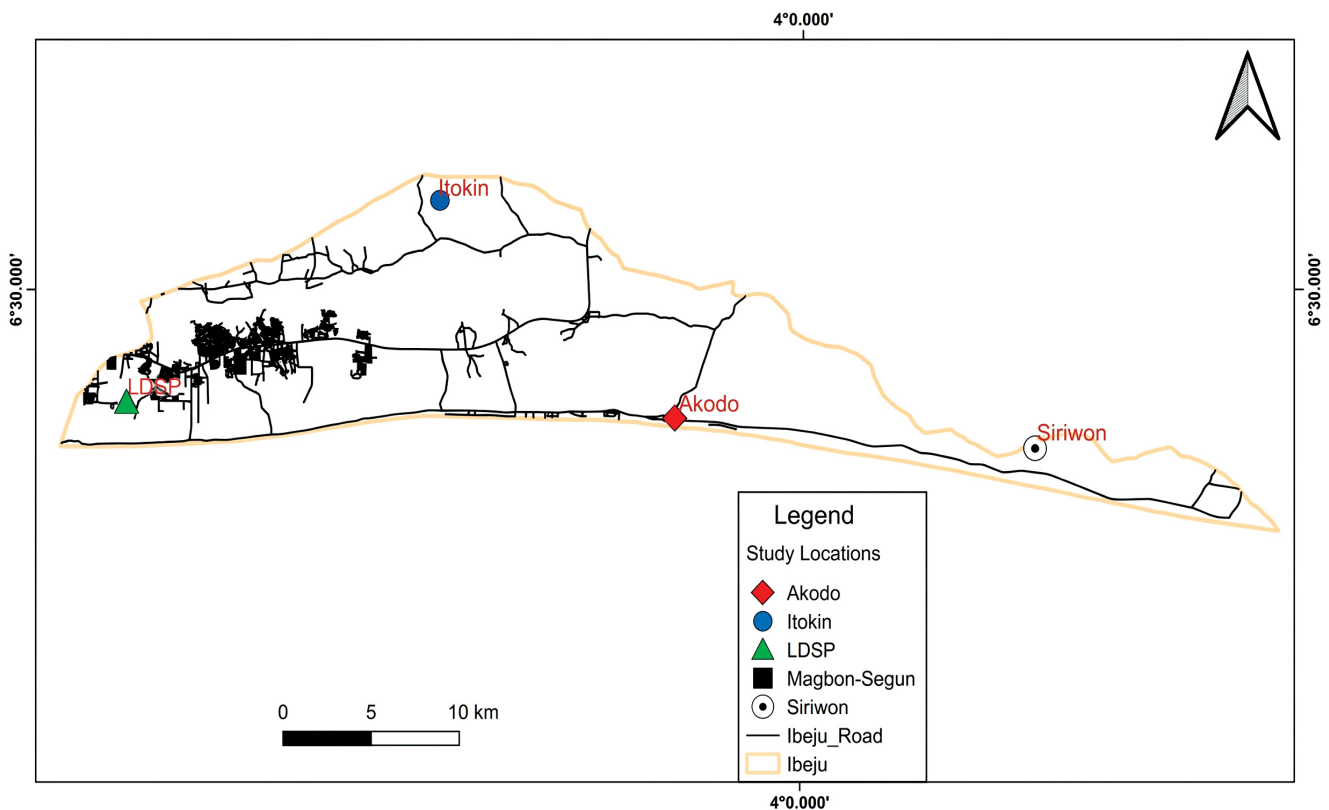 4°0.000'
Itokin
6°30.000'
6°30.000'
LDSP
Akodo
Siriwon
Legend
Study Locations
Akodo
Itokin
LDSP
Magbon-Segun
Siriwon
Ibeju_Road
Ibeju
0 5 10 km
4°0.000'